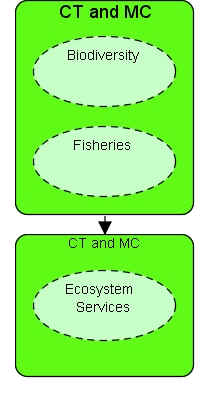 CT and MC
Biodiversity
Fisheries
CT and MC
Ecosystem
Services